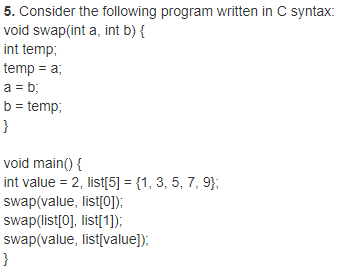 5. Consider the following program written in C syntax:
void swap(int a, int b) {
int temp;
temp = a;
a = b;
b = temp;
}
void main() {
int value = 2, list[5] = {1, 3, 5, 7, 9};
swap(value, list[0]);
swap(list[0], list[1]);
swap(value, list[value]);
}